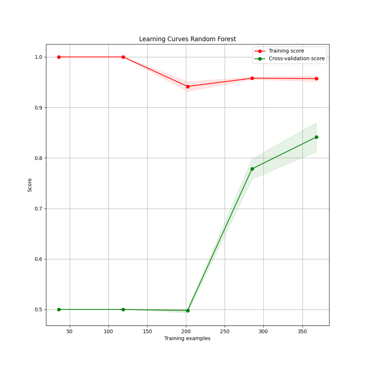 Learning Curves Random Forest
Training score
Cross-validation score
1.0
0.9
0.8
0.7
0.6
0.5
Score
50
100
150
200
250
300
350
Training examples